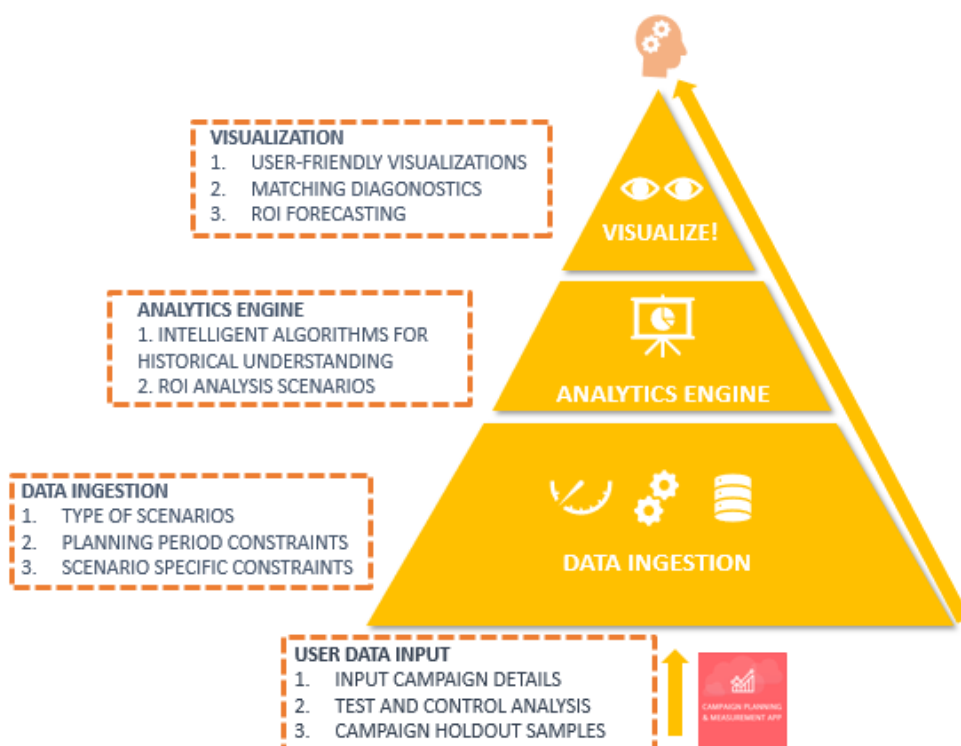 VISUALIZATION
1. USER-FRIENDLY VISUALIZATIONS
2. MATCHING DIAGONOSTICS
3. ROI FORECASTING
VISUALIZE!
ANALYTICS ENGINE
1. INTELLIGENT ALGORITHMS FOR
HISTORICAL UNDERSTANDING
2. ROI ANALYSIS SCENARIOS
ANALYTICS ENGINE
DATA INGESTION
1. TYPE OF SCENARIOS
2. PLANNING PERIOD CONSTRAINTS
3. SCENARIO SPECIFIC CONSTRAINTS
DATA INGESTION
USER DATA INPUT
1. INPUT CAMPAIGN DETAILS
2. TEST AND CONTROL ANALYSIS
3. CAMPAIGN HOLDOUT SAMPLES
CAMPAIGN PLANNING
& MEASUREMENT APP